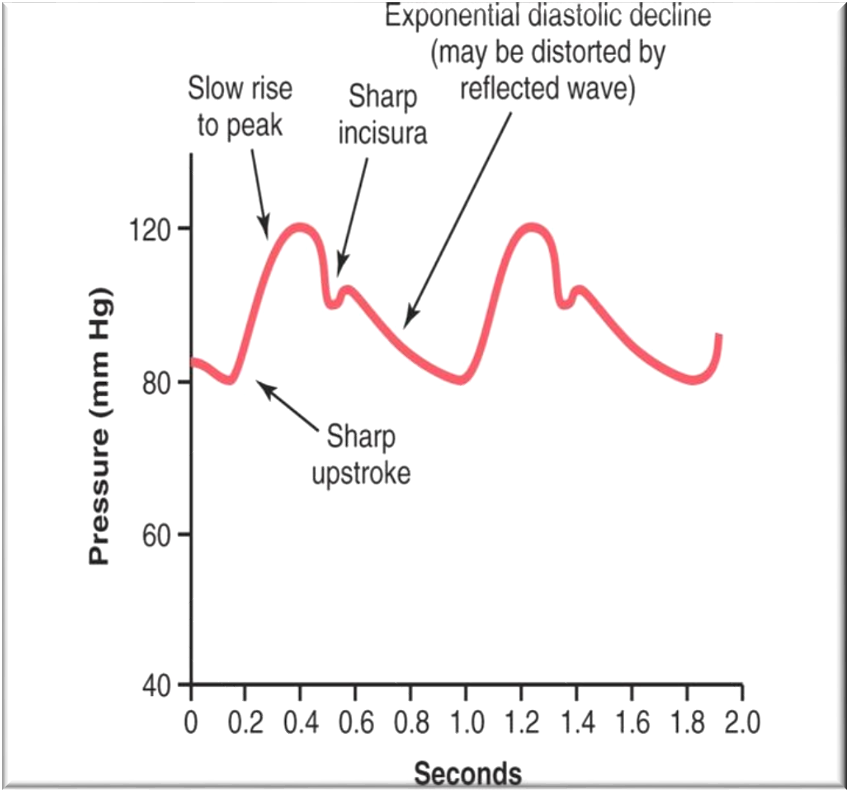 Exponential diastolic decline
(may be distorted by
reflected wave)
Slow rise
to peak
Sharp
incisura
120
80
60
40
Pressure (mm Hg)
Sharp
upstroke
0 0.2 0.4 0.6 0.8 1.0 1.2 1.4 1.6 1.8 2.0
Seconds